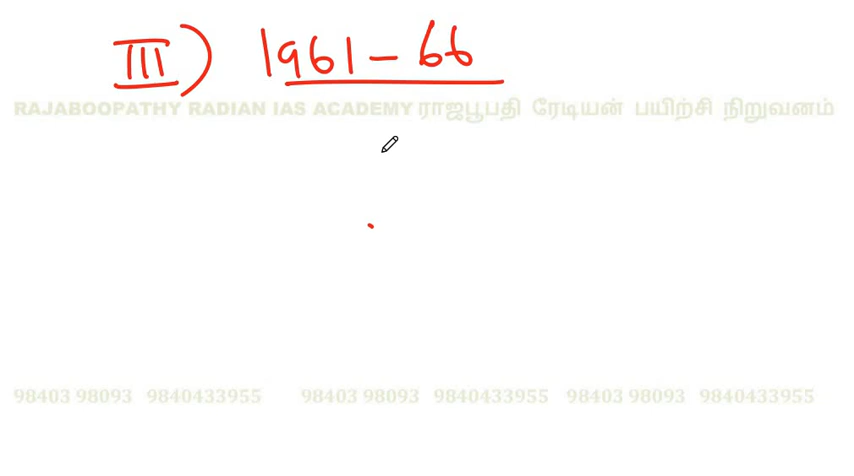 III) 1961 - 66
RAJABOOPATHY RADIAN IAS ACADEMY ராஜபூபதி ரேடியன் பயிற்சி நிறுவனம்
98403 98093 9840433955 98403 98093 9840433955 98403 98093 9840433955